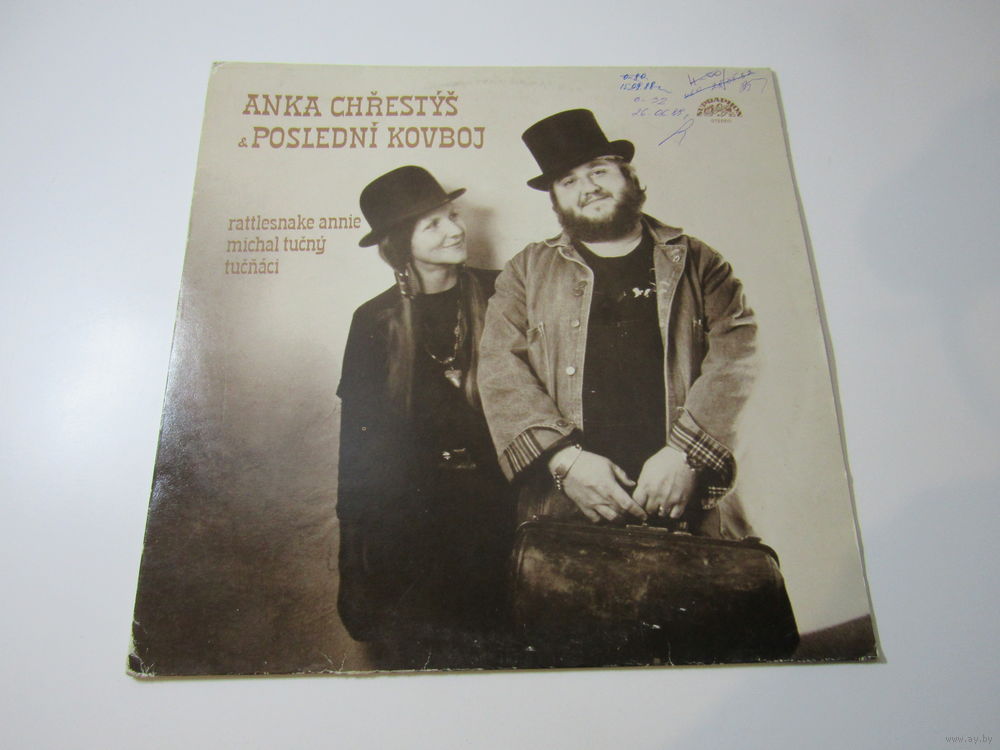 ANKA CHŘESTÝŠ
& POSLEDNÍ KOVBOJ
rattlesnake annie
michal tučný
tučňáci
SUPRAPHON
STEREO
www.ay.by